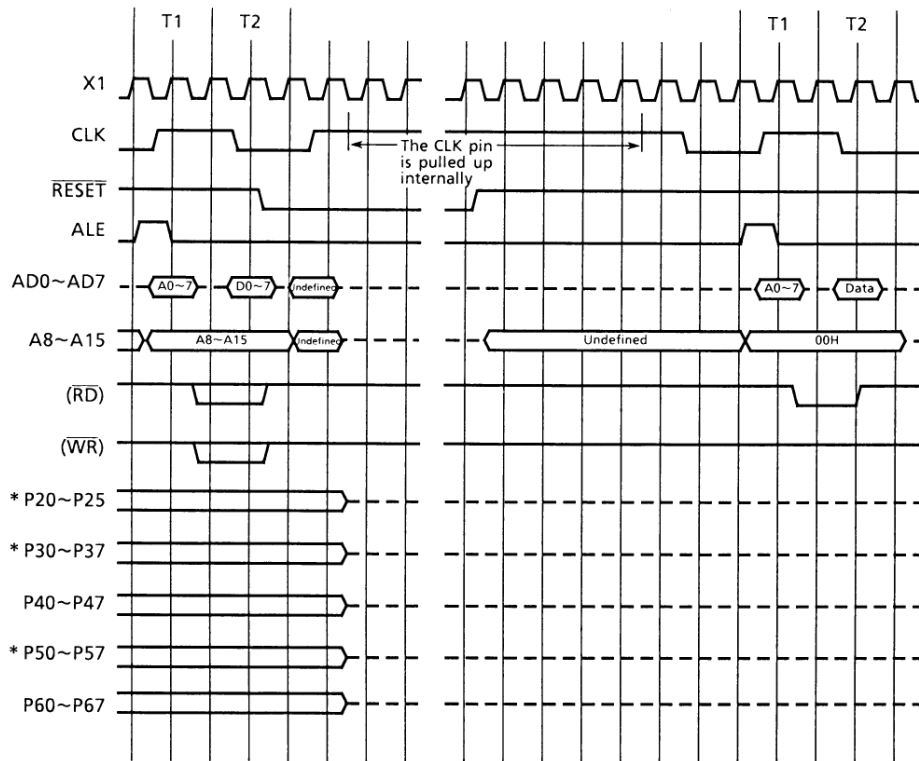 T1 T2 T1 T2
X1
CLK
The CLK pin
is pulled up
internally
RESET
ALE
AD0~AD7 A0~7 D0~7 Undefined A0~7 Data
A8~A15 A8~A15 Undefined Undefined 00H
(RD)
(WR)
* P20~P25
* P30~P37
P40~P47
* P50~P57
P60~P67